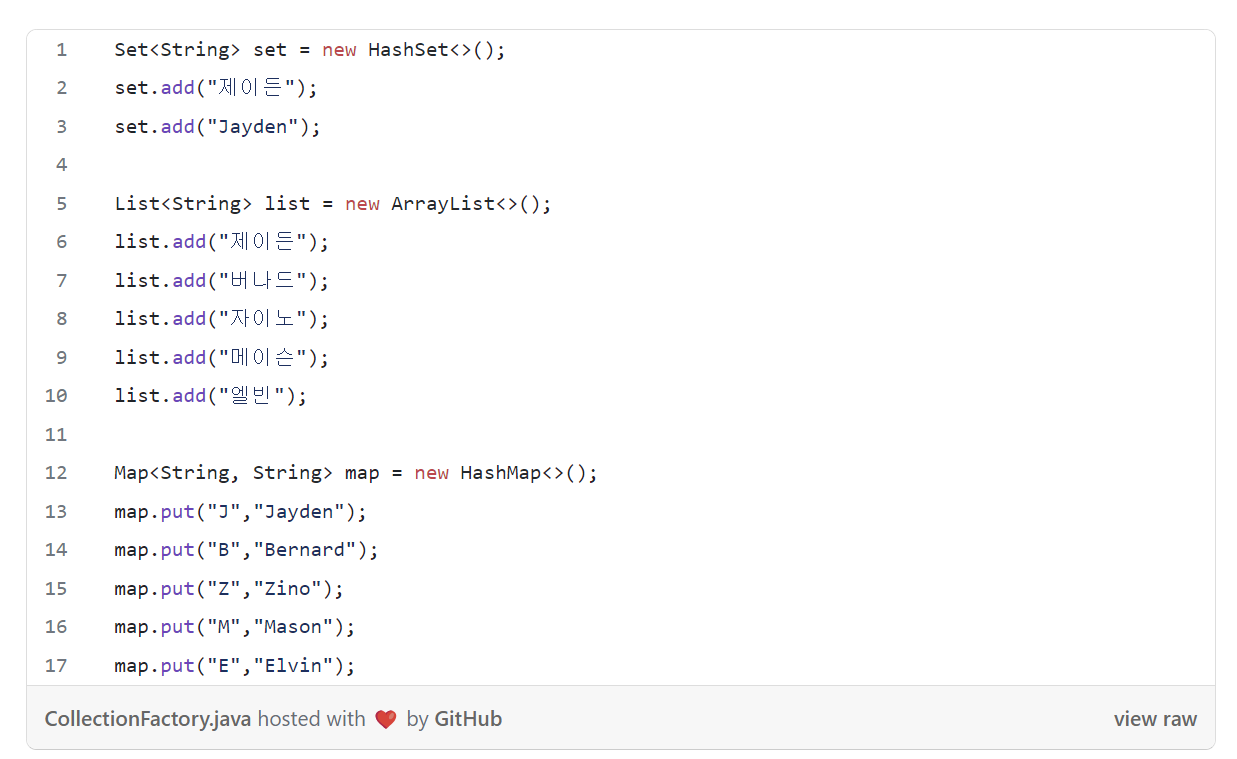 1 Set<String> set = new HashSet<>();
2 set.add("제이든");
3 set.add("Jayden");
4
5 List<String> list = new ArrayList<>();
6 list.add("제이든");
7 list.add("버나드");
8 list.add("자이노");
9 list.add("메이슨");
10 list.add("엘빈");
11
12 Map<String, String> map = new HashMap<>();
13 map.put("J","Jayden");
14 map.put("B","Bernard");
15 map.put("Z","Zino");
16 map.put("M","Mason");
17 map.put("E","Elvin");
CollectionFactory.java hosted with ❤ by GitHub view raw